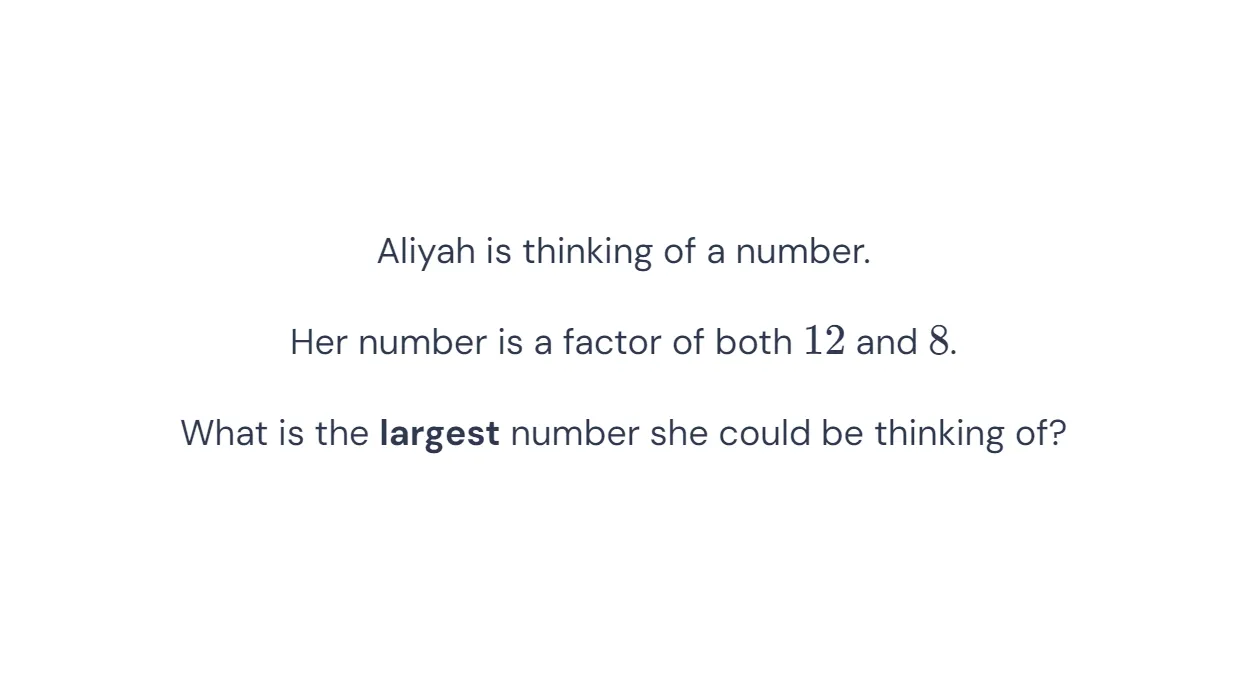 Aliyah is thinking of a number.
Her number is a factor of both 12 and 8.
What is the largest number she could be thinking of?